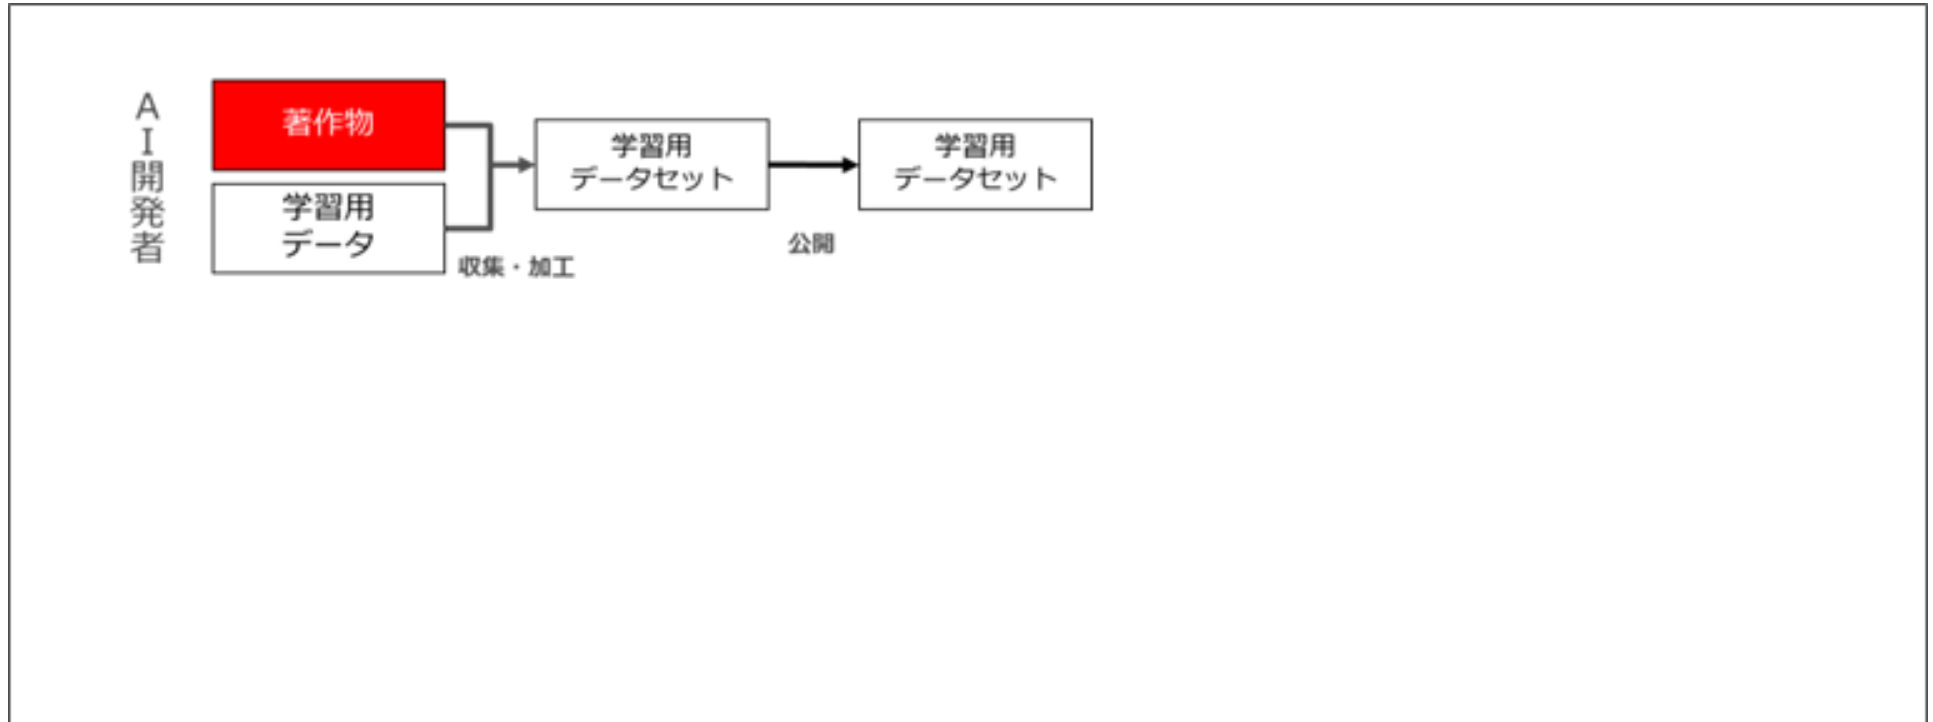 AI開発者
著作物
学習用
データ
収集・加工
学習用
データセット
公開
学習用
データセット